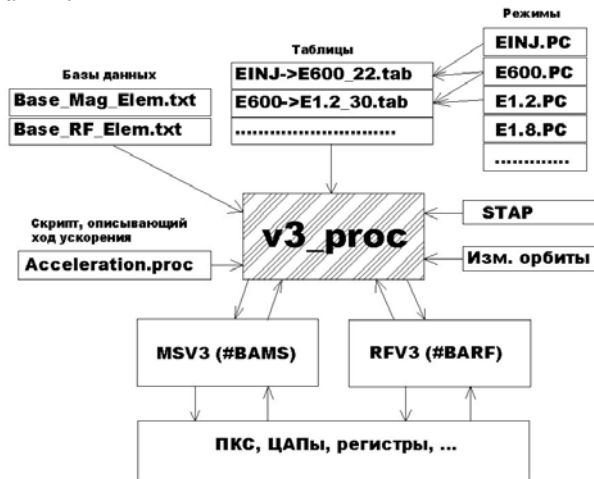 Режимы
EINJ.PC
E600.PC
E1.2.PC
E1.8.PC
.............
Таблицы
EINJ->E600_22.tab
E600->E1.2_30.tab
.............................
Базы данных
Base_Mag_Elem.txt
Base_RF_Elem.txt
Скрипт, описывающий
ход ускорения
Acceleration.proc
v3_proc
STAP
Изм. орбиты
MSV3 (#BAMS)
RFV3 (#BARF)
ПКС, ЦАПы, регистры, ...